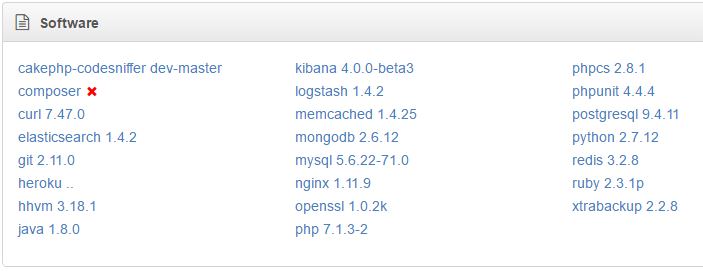 Software
cakephp-codesniffer dev-master
composer ✖
curl 7.47.0
elasticsearch 1.4.2
git 2.11.0
heroku ..
hhvm 3.18.1
java 1.8.0
kibana 4.0.0-beta3
logstash 1.4.2
memcached 1.4.25
mongodb 2.6.12
mysql 5.6.22-71.0
nginx 1.11.9
openssl 1.0.2k
php 7.1.3-2
phpcs 2.8.1
phpunit 4.4.4
postgresql 9.4.11
python 2.7.12
redis 3.2.8
ruby 2.3.1p
xtrabackup 2.2.8